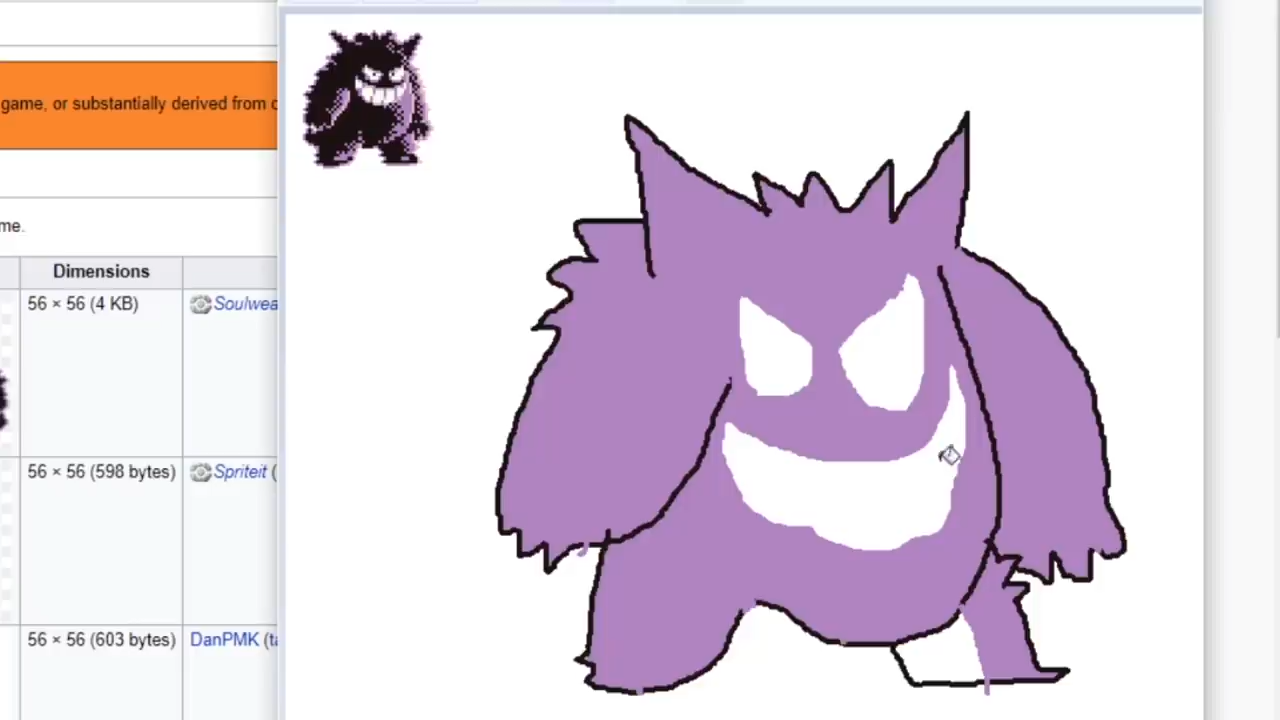 game, or substantially derived from
me.
Dimensions
56 × 56 (4 KB)
Soulwea
56 × 56 (598 bytes)
Spriteit (
56 × 56 (603 bytes)
DanPMK (ta